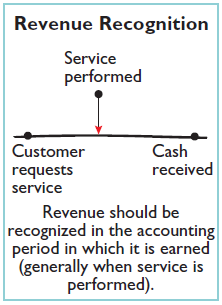 Revenue Recognition
Service
performed
Customer
requests
service
Cash
received
Revenue should be
recognized in the accounting
period in which it is earned
(generally when service is
performed).